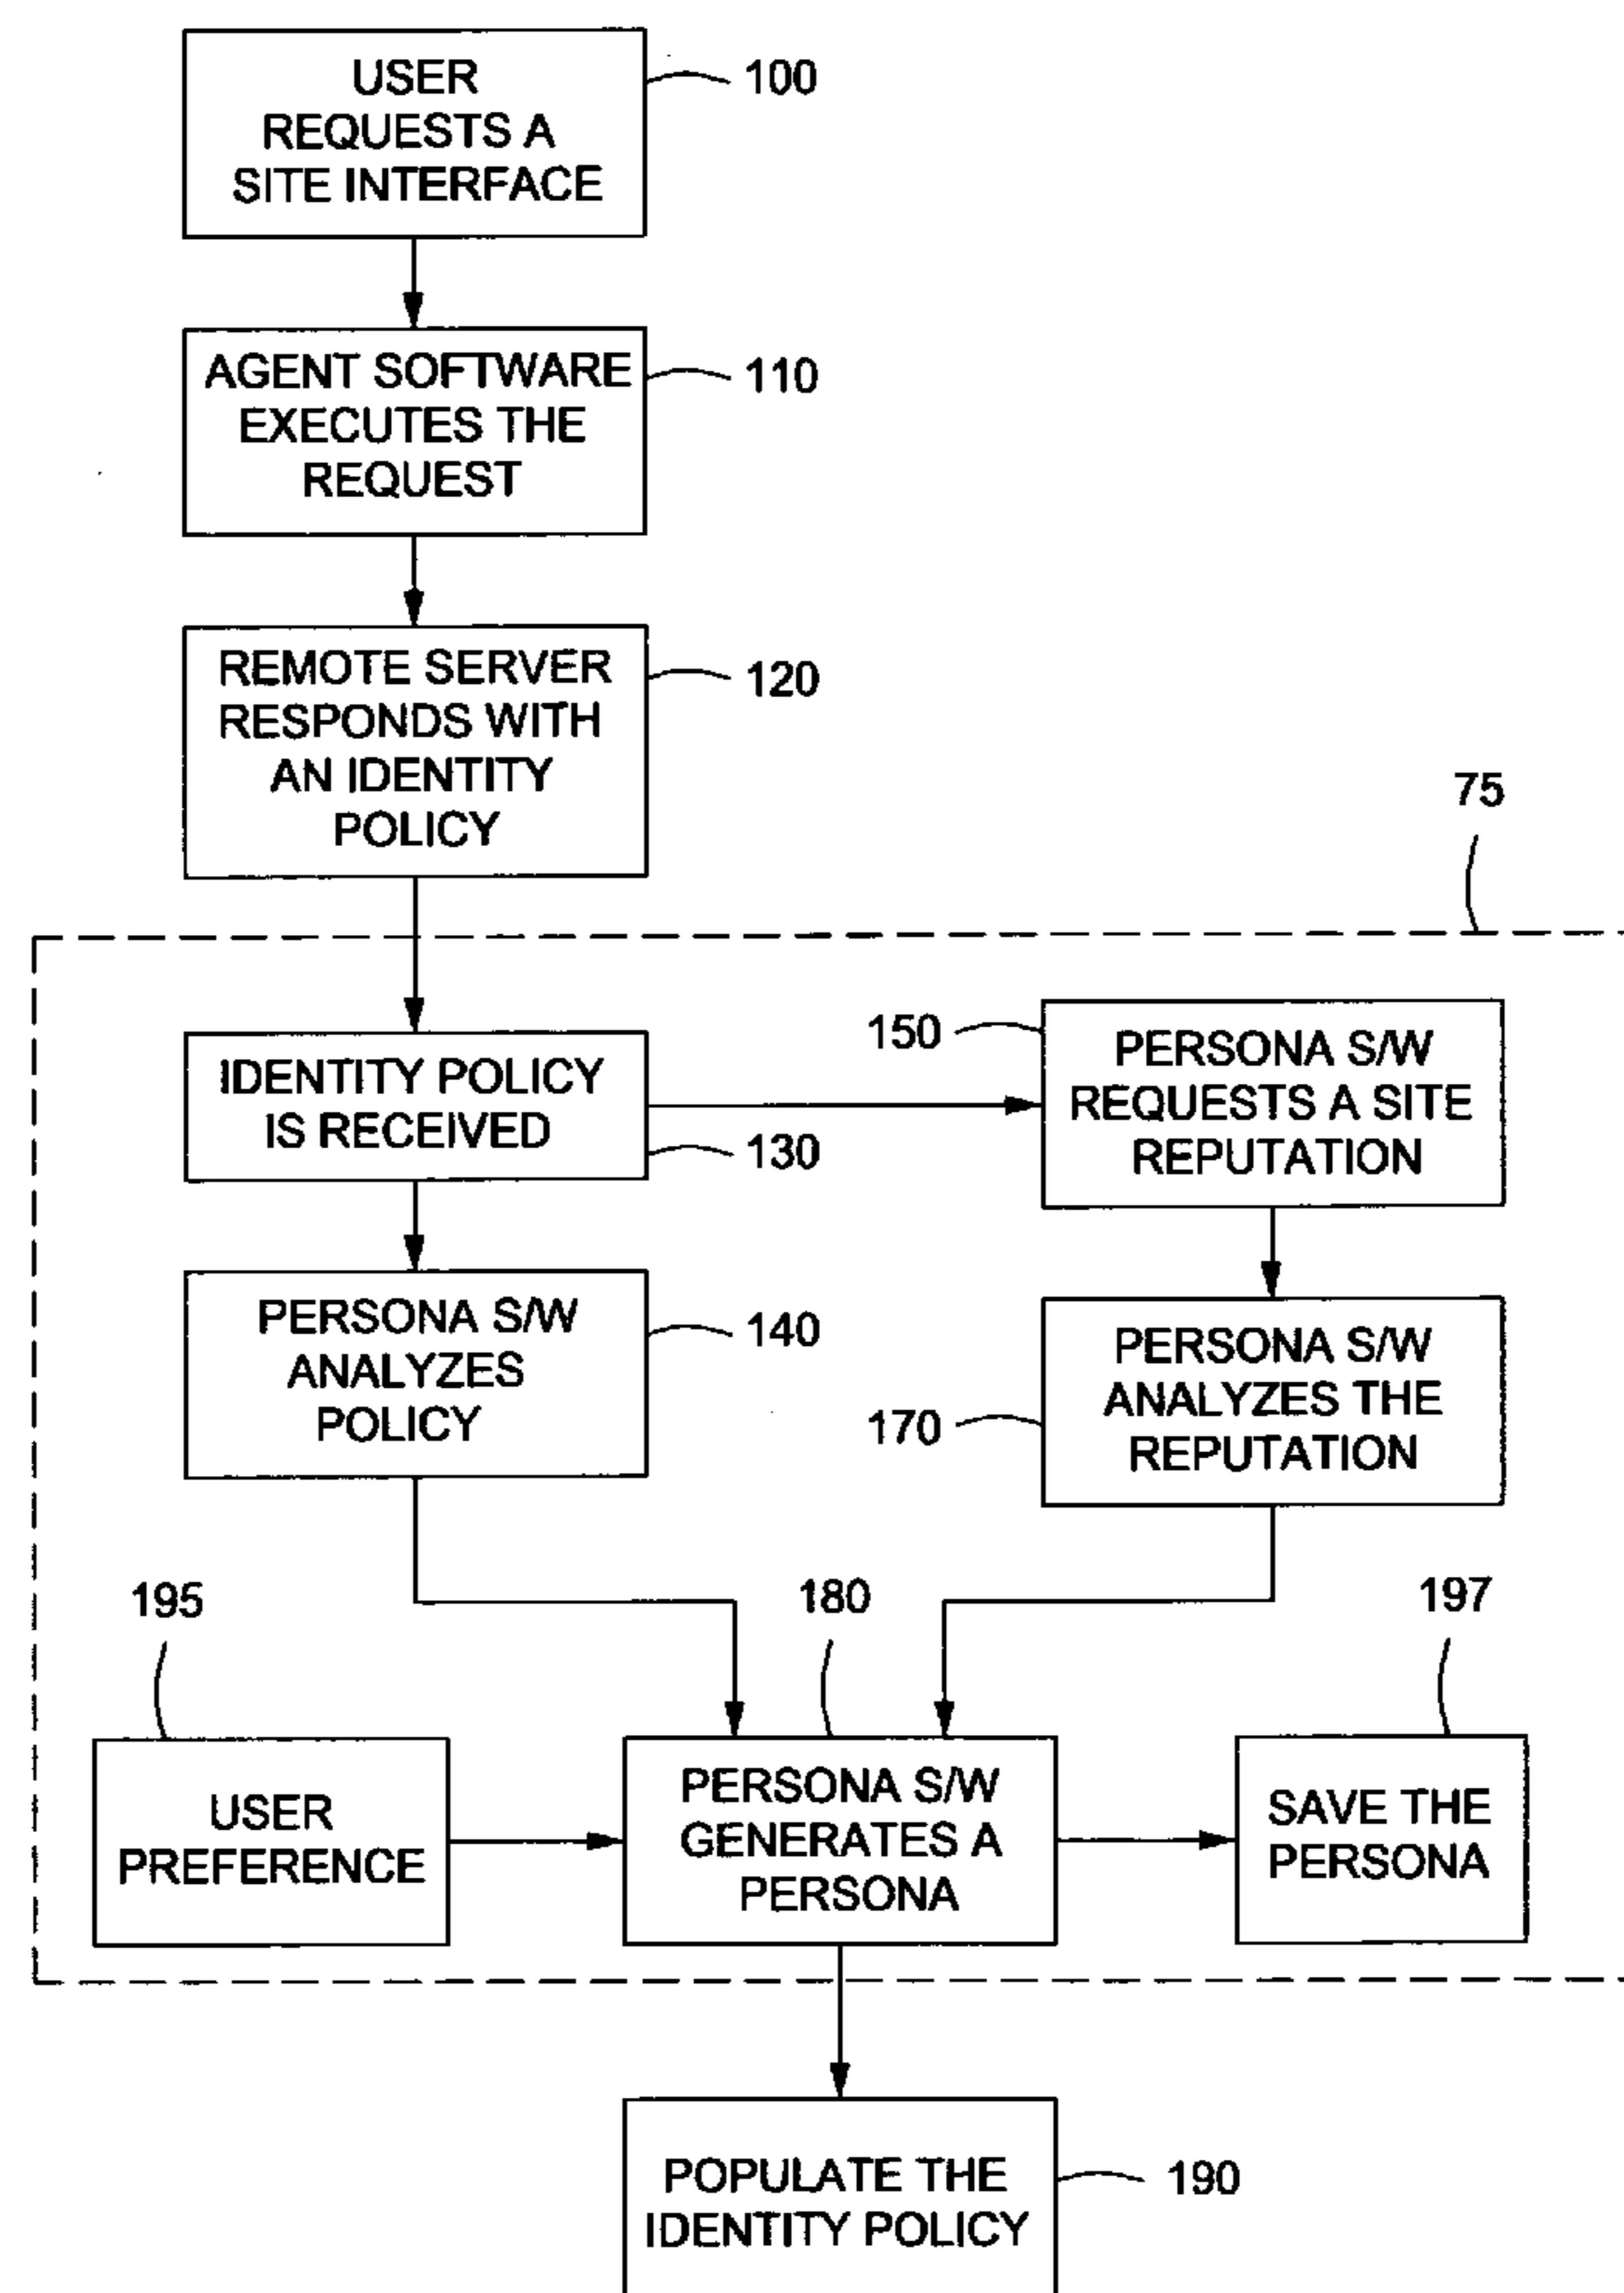 USER
REQUESTS A
SITE INTERFACE
100
AGENT SOFTWARE
EXECUTES THE
REQUEST
110
REMOTE SERVER
RESPONDS WITH
AN IDENTITY
POLICY
120
75
IDENTITY POLICY
IS RECEIVED
130
150
PERSONA S/W
REQUESTS A SITE
REPUTATION
PERSONA S/W
ANALYZES
POLICY
140
170
PERSONA S/W
ANALYZES THE
REPUTATION
195
180
197
USER
PREFERENCE
PERSONA S/W
GENERATES A
PERSONA
SAVE THE
PERSONA
POPULATE THE
IDENTITY POLICY
190